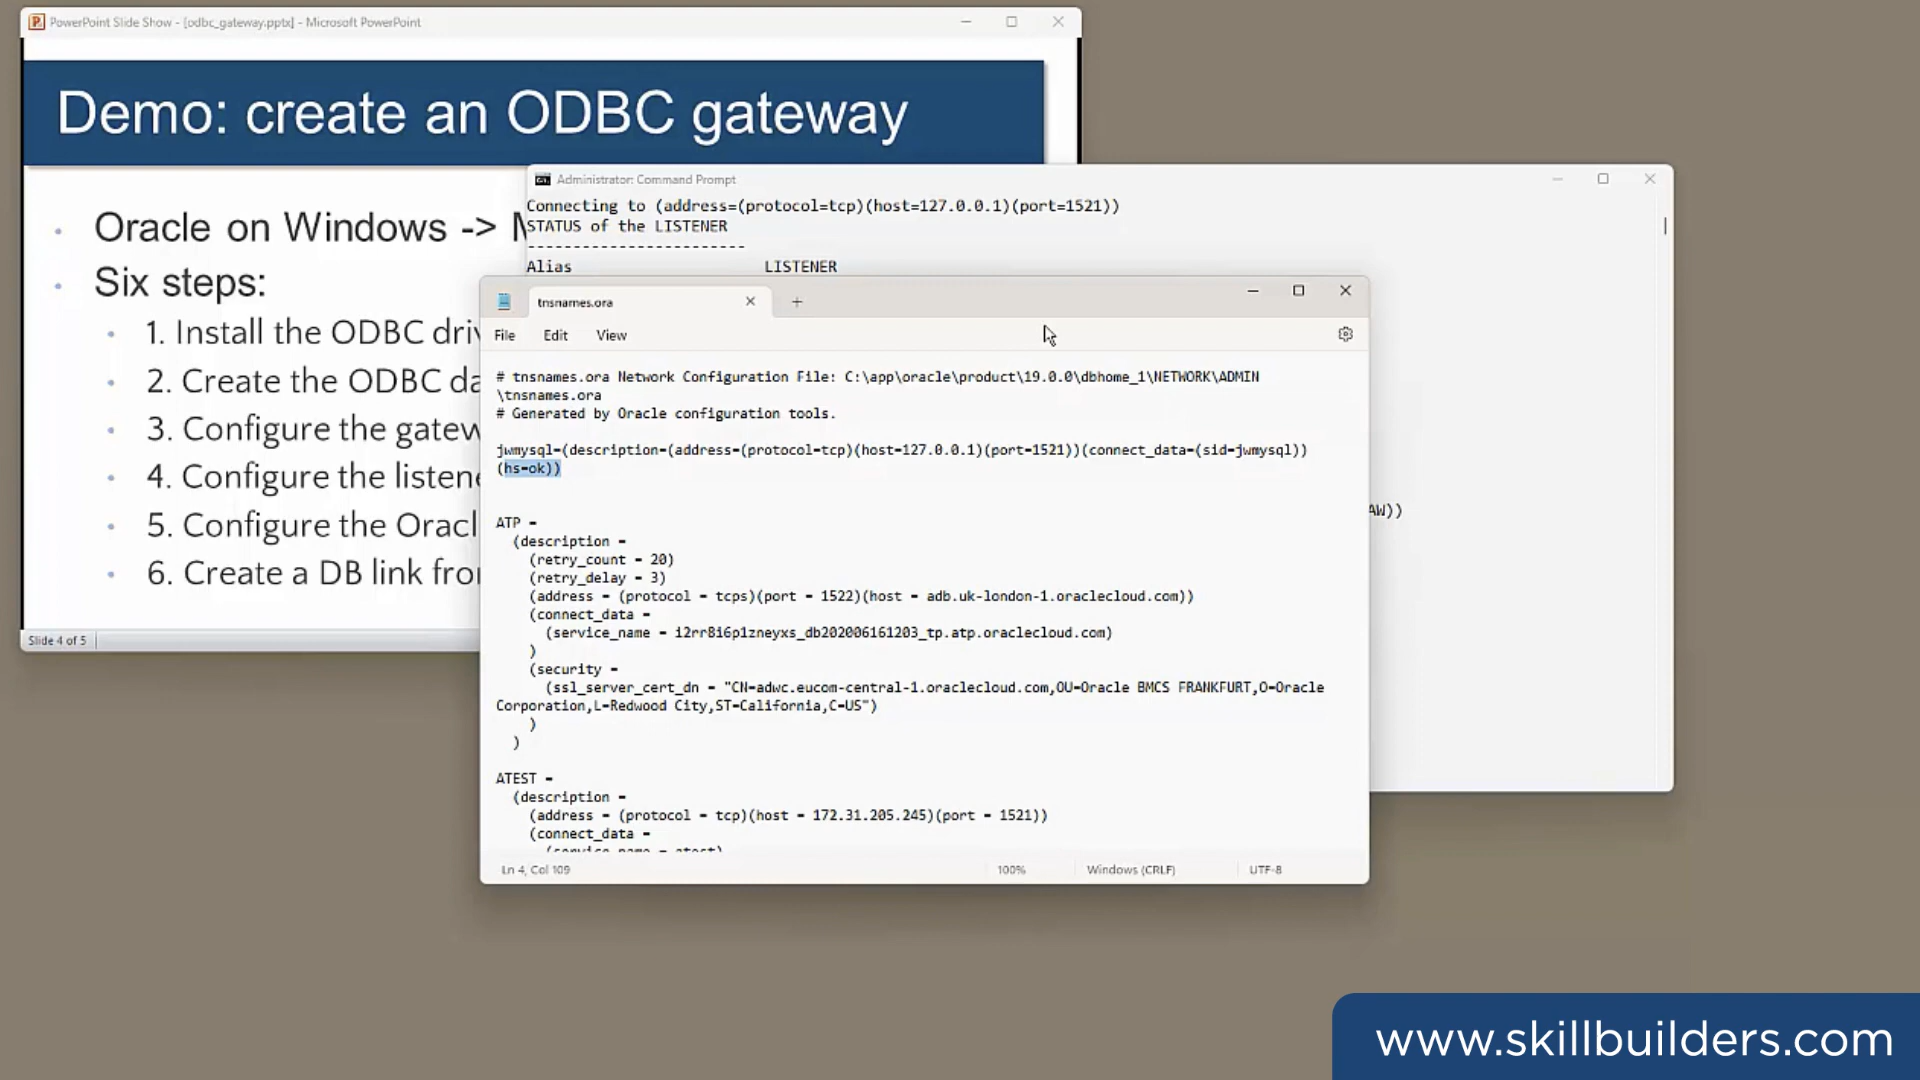 PowerPoint Slide Show - [odbc_gateway.pptx] - Microsoft PowerPoint
Demo: create an ODBC gateway
Oracle on Windows ->
Six steps:
1. Install the ODBC
2. Create the ODBC
3. Configure the
4. Configure the
5. Configure the
6. Create a DB link
Slide 4 of 5
Administrator: Command Prompt
Connecting to (address=(protocol=tcp)(host=127.0.0.1)(port=1521))
STATUS of the LISTENER
------------------------
Alias LISTENER
AW))
tnsnames.ora
File Edit View
# tnsnames.ora Network Configuration File: C:\app\oracle\product\19.0.0\dbhome_1\NETWORK\ADMIN
\tnsnames.ora
# Generated by Oracle configuration tools.
jwmysql=(description=(address=(protocol=tcp)(host=127.0.0.1)(port=1521))(connect_data=(sid=jwmysql))
(hs=ok))
ATP =
(description =
(retry_count = 20)
(retry_delay = 3)
(address = (protocol = tcps)(port = 1522)(host = adb.uk-london-1.oraclecloud.com))
(connect_data =
(service_name = i2rr8i6p1zneyxs_db202006161203_tp.atp.oraclecloud.com)
)
(security =
(ssl_server_cert_dn = "CN=adwc.eucom-central-1.oraclecloud.com,OU=Oracle BMCS FRANKFURT,O=Oracle
Corporation,L=Redwood City,ST=California,C=US")
)
)
ATEST =
(description =
(address = (protocol = tcp)(host = 172.31.205.245)(port = 1521))
(connect_data =
Ln 4, Col 109 100% Windows (CRLF) UTF-8
www.skillbuilders.com